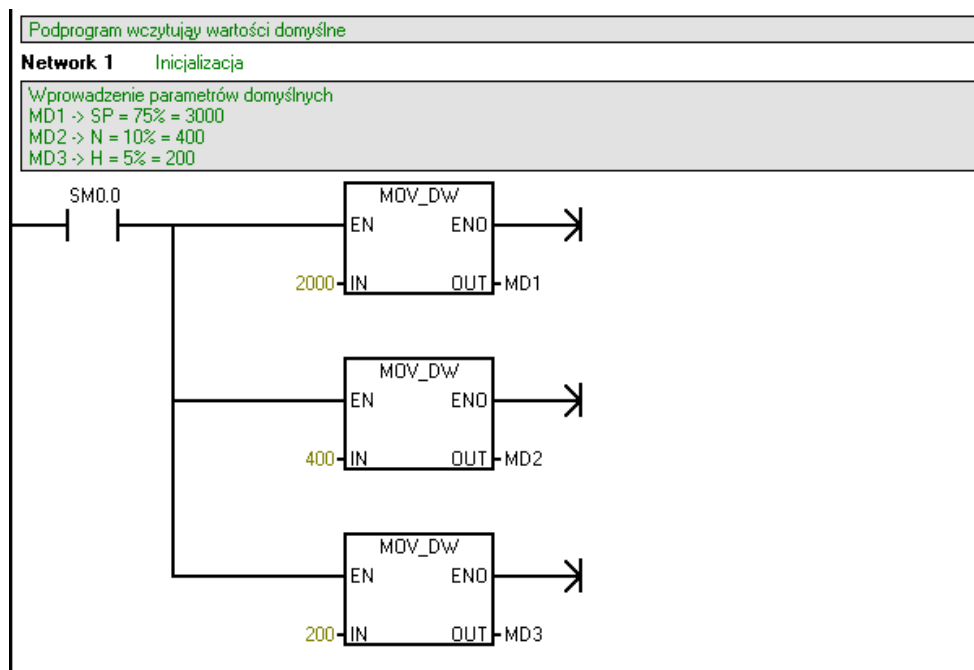 Podprogram wczytująy wartości domyślne
Network 1 Inicjalizacja
Wprowadzenie parametrów domyślnych
MD1 -> SP = 75% = 3000
MD2 -> N = 10% = 400
MD3 -> H = 5% = 200
SM0.0
MOV_DW
EN ENO
2000 IN OUT MD1
MOV_DW
EN ENO
400 IN OUT MD2
MOV_DW
EN ENO
200 IN OUT MD3